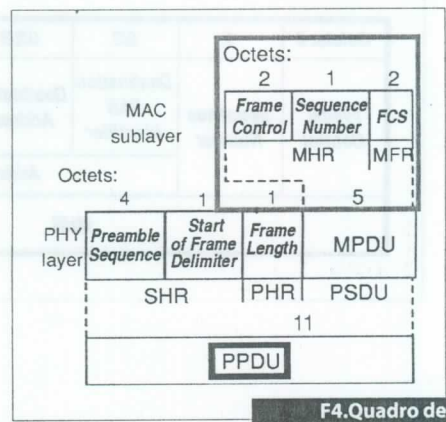 Octets:
2 1 2
MAC sublayer
Frame Control
Sequence Number
FCS
MHR MFR
Octets:
4 1 1 5
PHY layer
Preamble Sequence
Start of Frame Delimiter
Frame Length
MPDU
SHR PHR PSDU
11
PPDU
F4.Quadro de